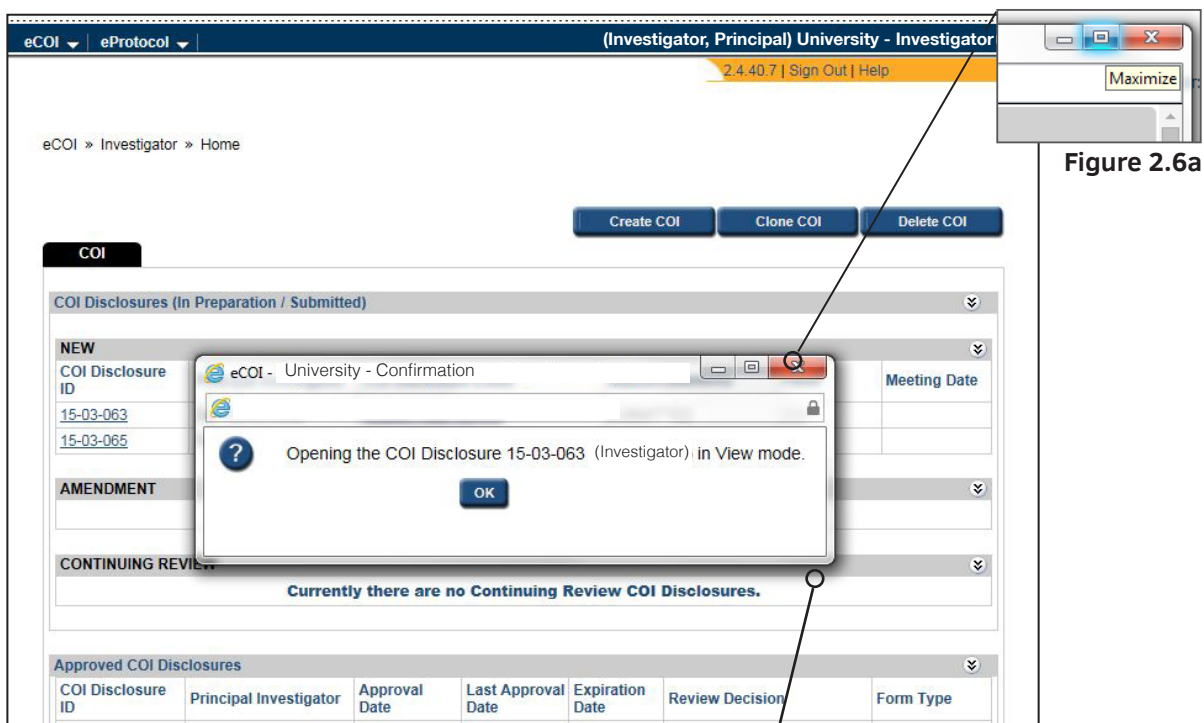 eCOI eProtocol (Investigator, Principal) University - Investigator
2.4.40.7 | Sign Out | Help
Maximize
Figure 2.6a
eCOI » Investigator » Home
Create COI Clone COI Delete COI
COI
COI Disclosures (In Preparation / Submitted)
NEW
COI Disclosure
ID
Meeting Date
15-03-063
15-03-065
eCOI - University - Confirmation
Opening the COI Disclosure 15-03-063 (Investigator) in View mode.
OK
AMENDMENT
CONTINUING REVIEW
Currently there are no Continuing Review COI Disclosures.
Approved COI Disclosures
COI Disclosure
ID
Principal Investigator
Approval
Date
Last Approval
Date
Expiration
Date
Review Decision
Form Type